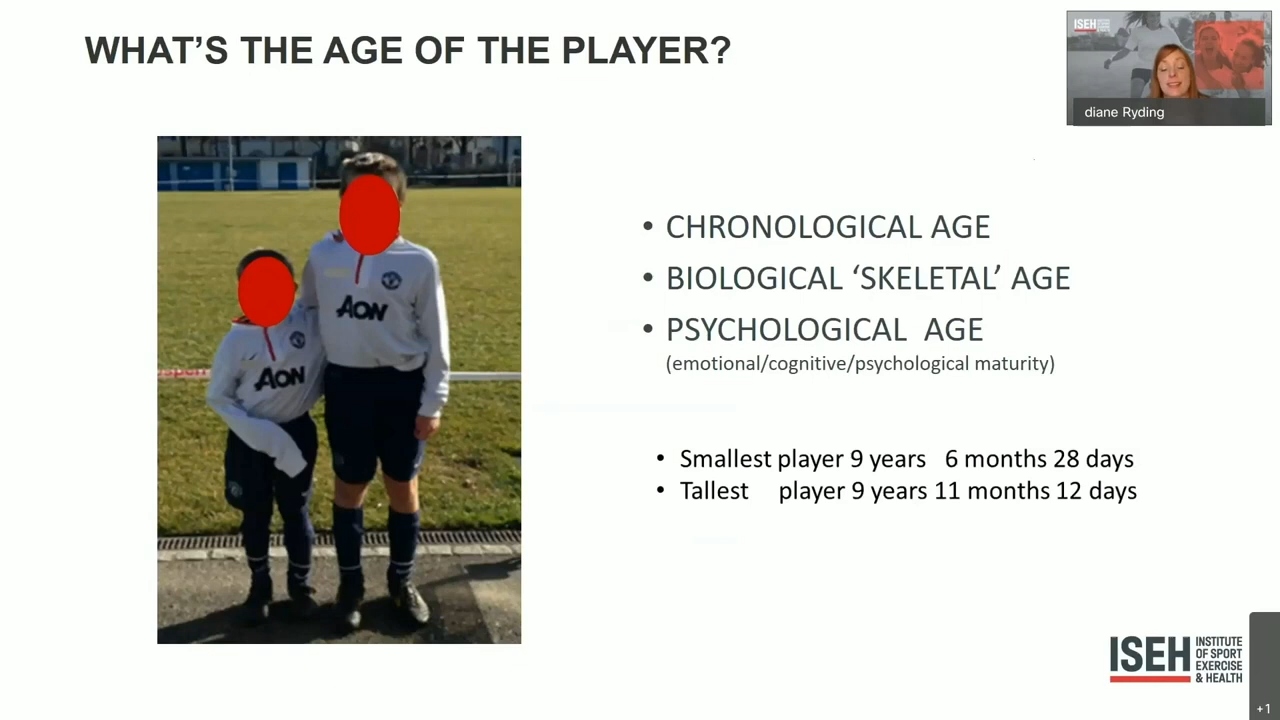 WHAT'S THE AGE OF THE PLAYER?
ISEH
diane Ryding
• CHRONOLOGICAL AGE
• BIOLOGICAL ‘SKELETAL’ AGE
• PSYCHOLOGICAL AGE
(emotional/cognitive/psychological maturity)
• Smallest player 9 years 6 months 28 days
• Tallest player 9 years 11 months 12 days
AON
AON
ISEH INSTITUTE
OF SPORT
EXERCISE
& HEALTH
+1